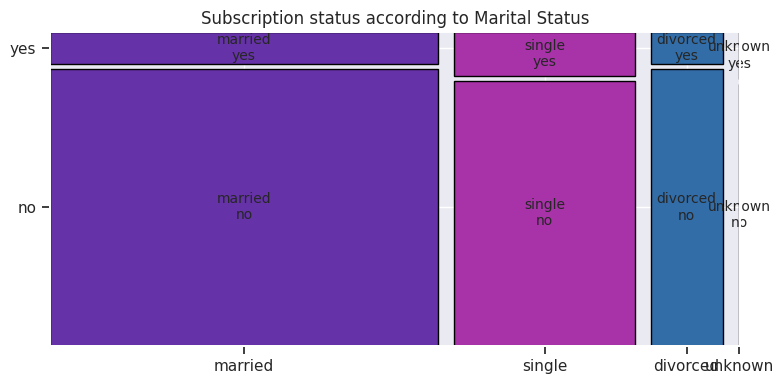 Subscription status according to Marital Status
yes
married
yes
single
yes
divorced
yes
unknown
yes
no
married
no
single
no
divorced
no
unknown
no
married
single
divorced
unknown